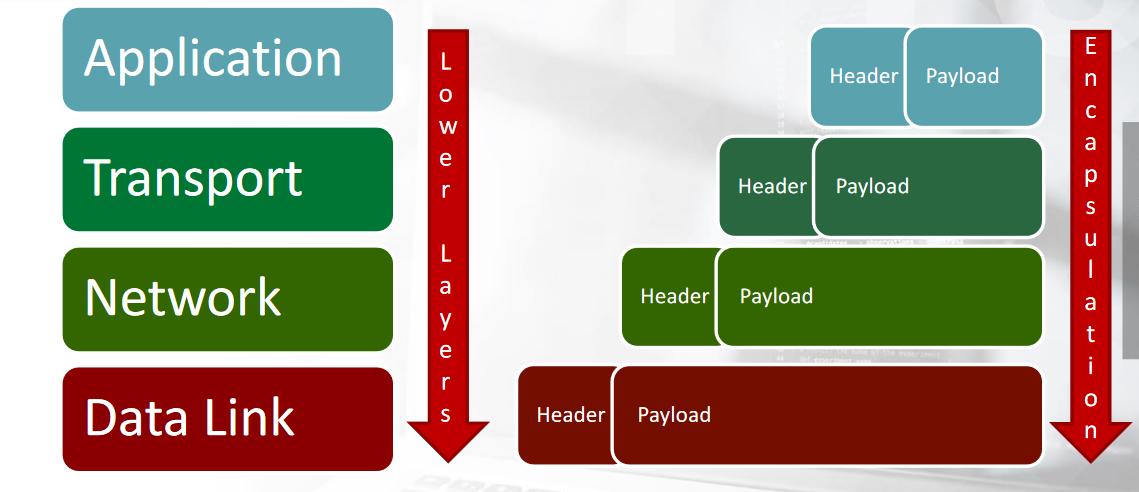 Application
Transport
Network
Data Link
Lower Layers
Header Payload
Header Payload
Header Payload
Header Payload
Encapsulation